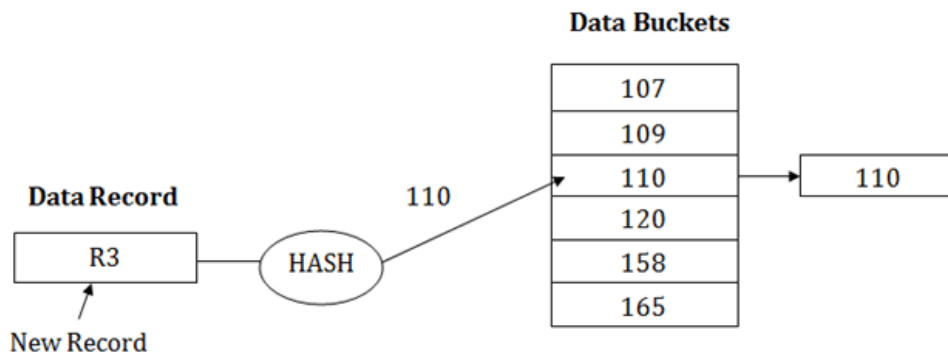 Data Buckets
107
109
110
120
158
165
110
110
Data Record
R3
HASH
New Record